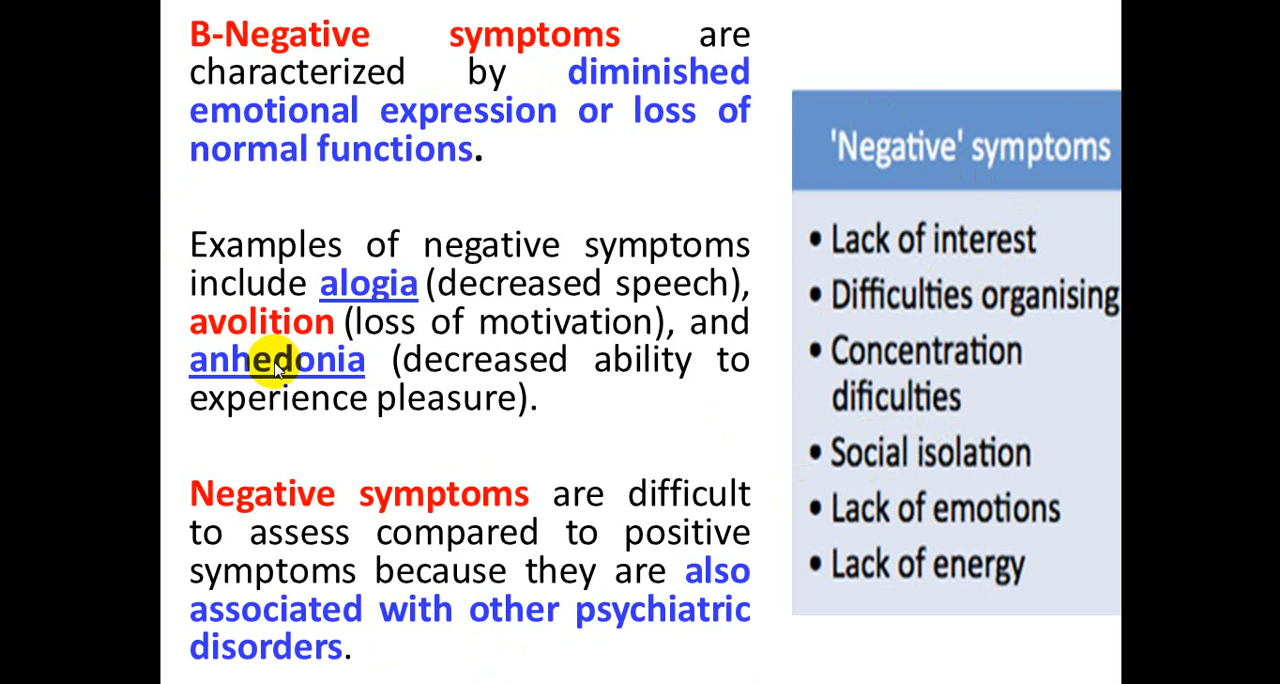 B-Negative symptoms are
characterized by diminished
emotional expression or loss of
normal functions.
Examples of negative symptoms
include alogia (decreased speech),
avolition (loss of motivation), and
anhedonia (decreased ability to
experience pleasure).
Negative symptoms are difficult
to assess compared to positive
symptoms because they are also
associated with other psychiatric
disorders.
'Negative' symptoms
• Lack of interest
• Difficulties organising
• Concentration
dificulties
• Social isolation
• Lack of emotions
• Lack of energy